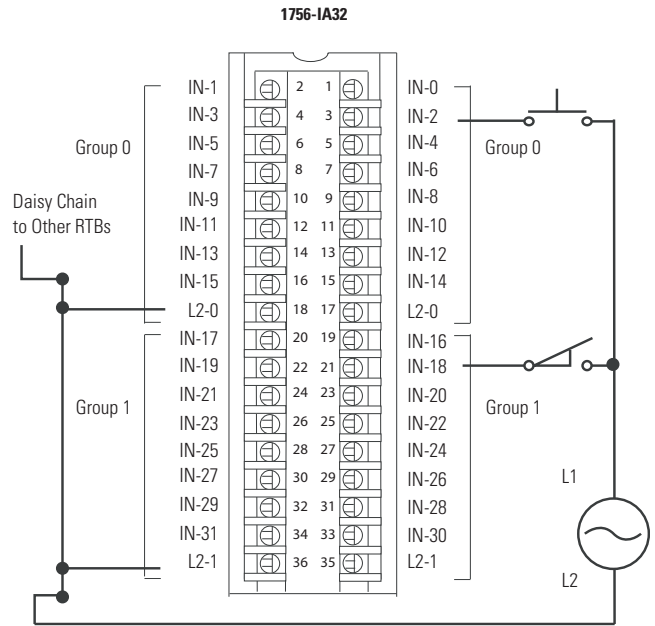 1756-IA32
IN-1 2 1 IN-0
IN-3 4 3 IN-2
Group 0 IN-5 6 5 IN-4 Group 0
IN-7 8 7 IN-6
Daisy Chain
to Other RTBs
IN-9 10 9 IN-8
IN-11 12 11 IN-10
IN-13 14 13 IN-12
IN-15 16 15 IN-14
L2-0 18 17 L2-0
IN-17 20 19 IN-16
IN-19 22 21 IN-18
IN-21 24 23 IN-20
Group 1 IN-23 26 25 IN-22 Group 1
IN-25 28 27 IN-24
IN-27 30 29 IN-26 L1
IN-29 32 31 IN-28
IN-31 34 33 IN-30
L2-1 36 35 L2-1 L2